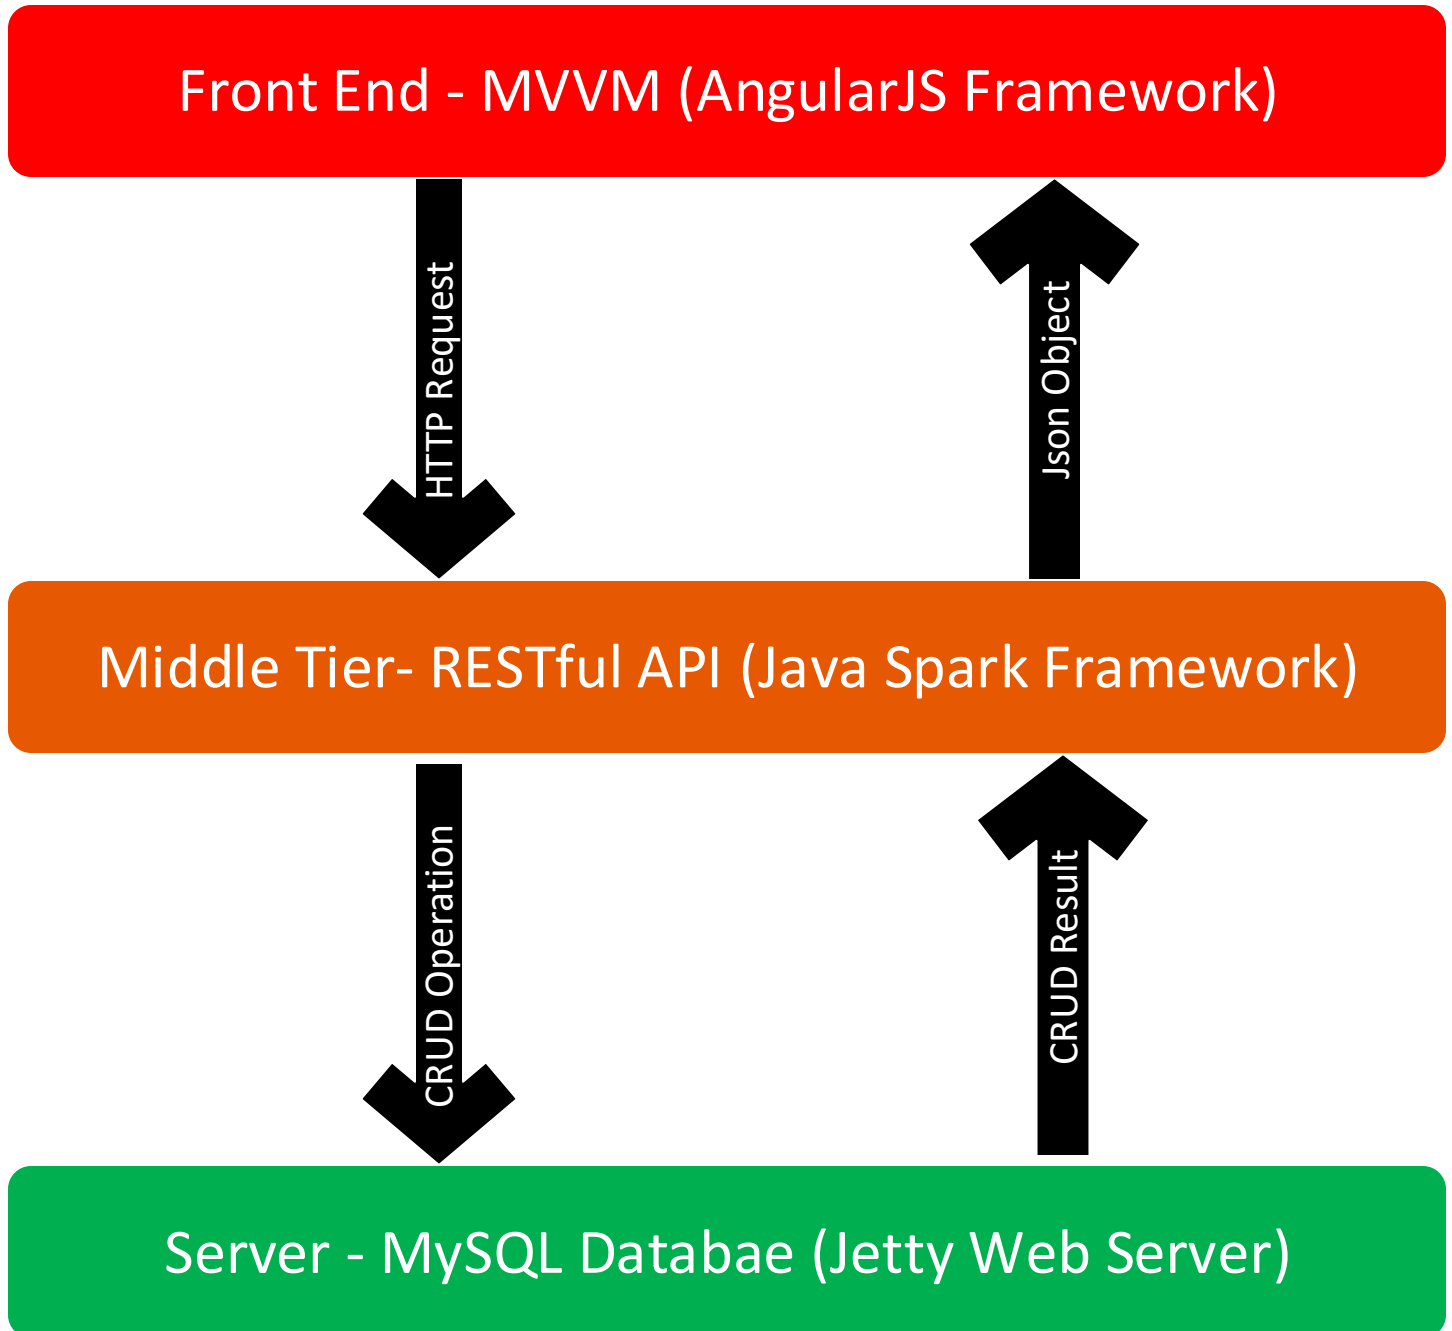 Front End - MVVM (AngularJS Framework)
HTTP Request
Json Object
Middle Tier- RESTful API (Java Spark Framework)
CRUD Operation
CRUD Result
Server - MySQL Databae (Jetty Web Server)